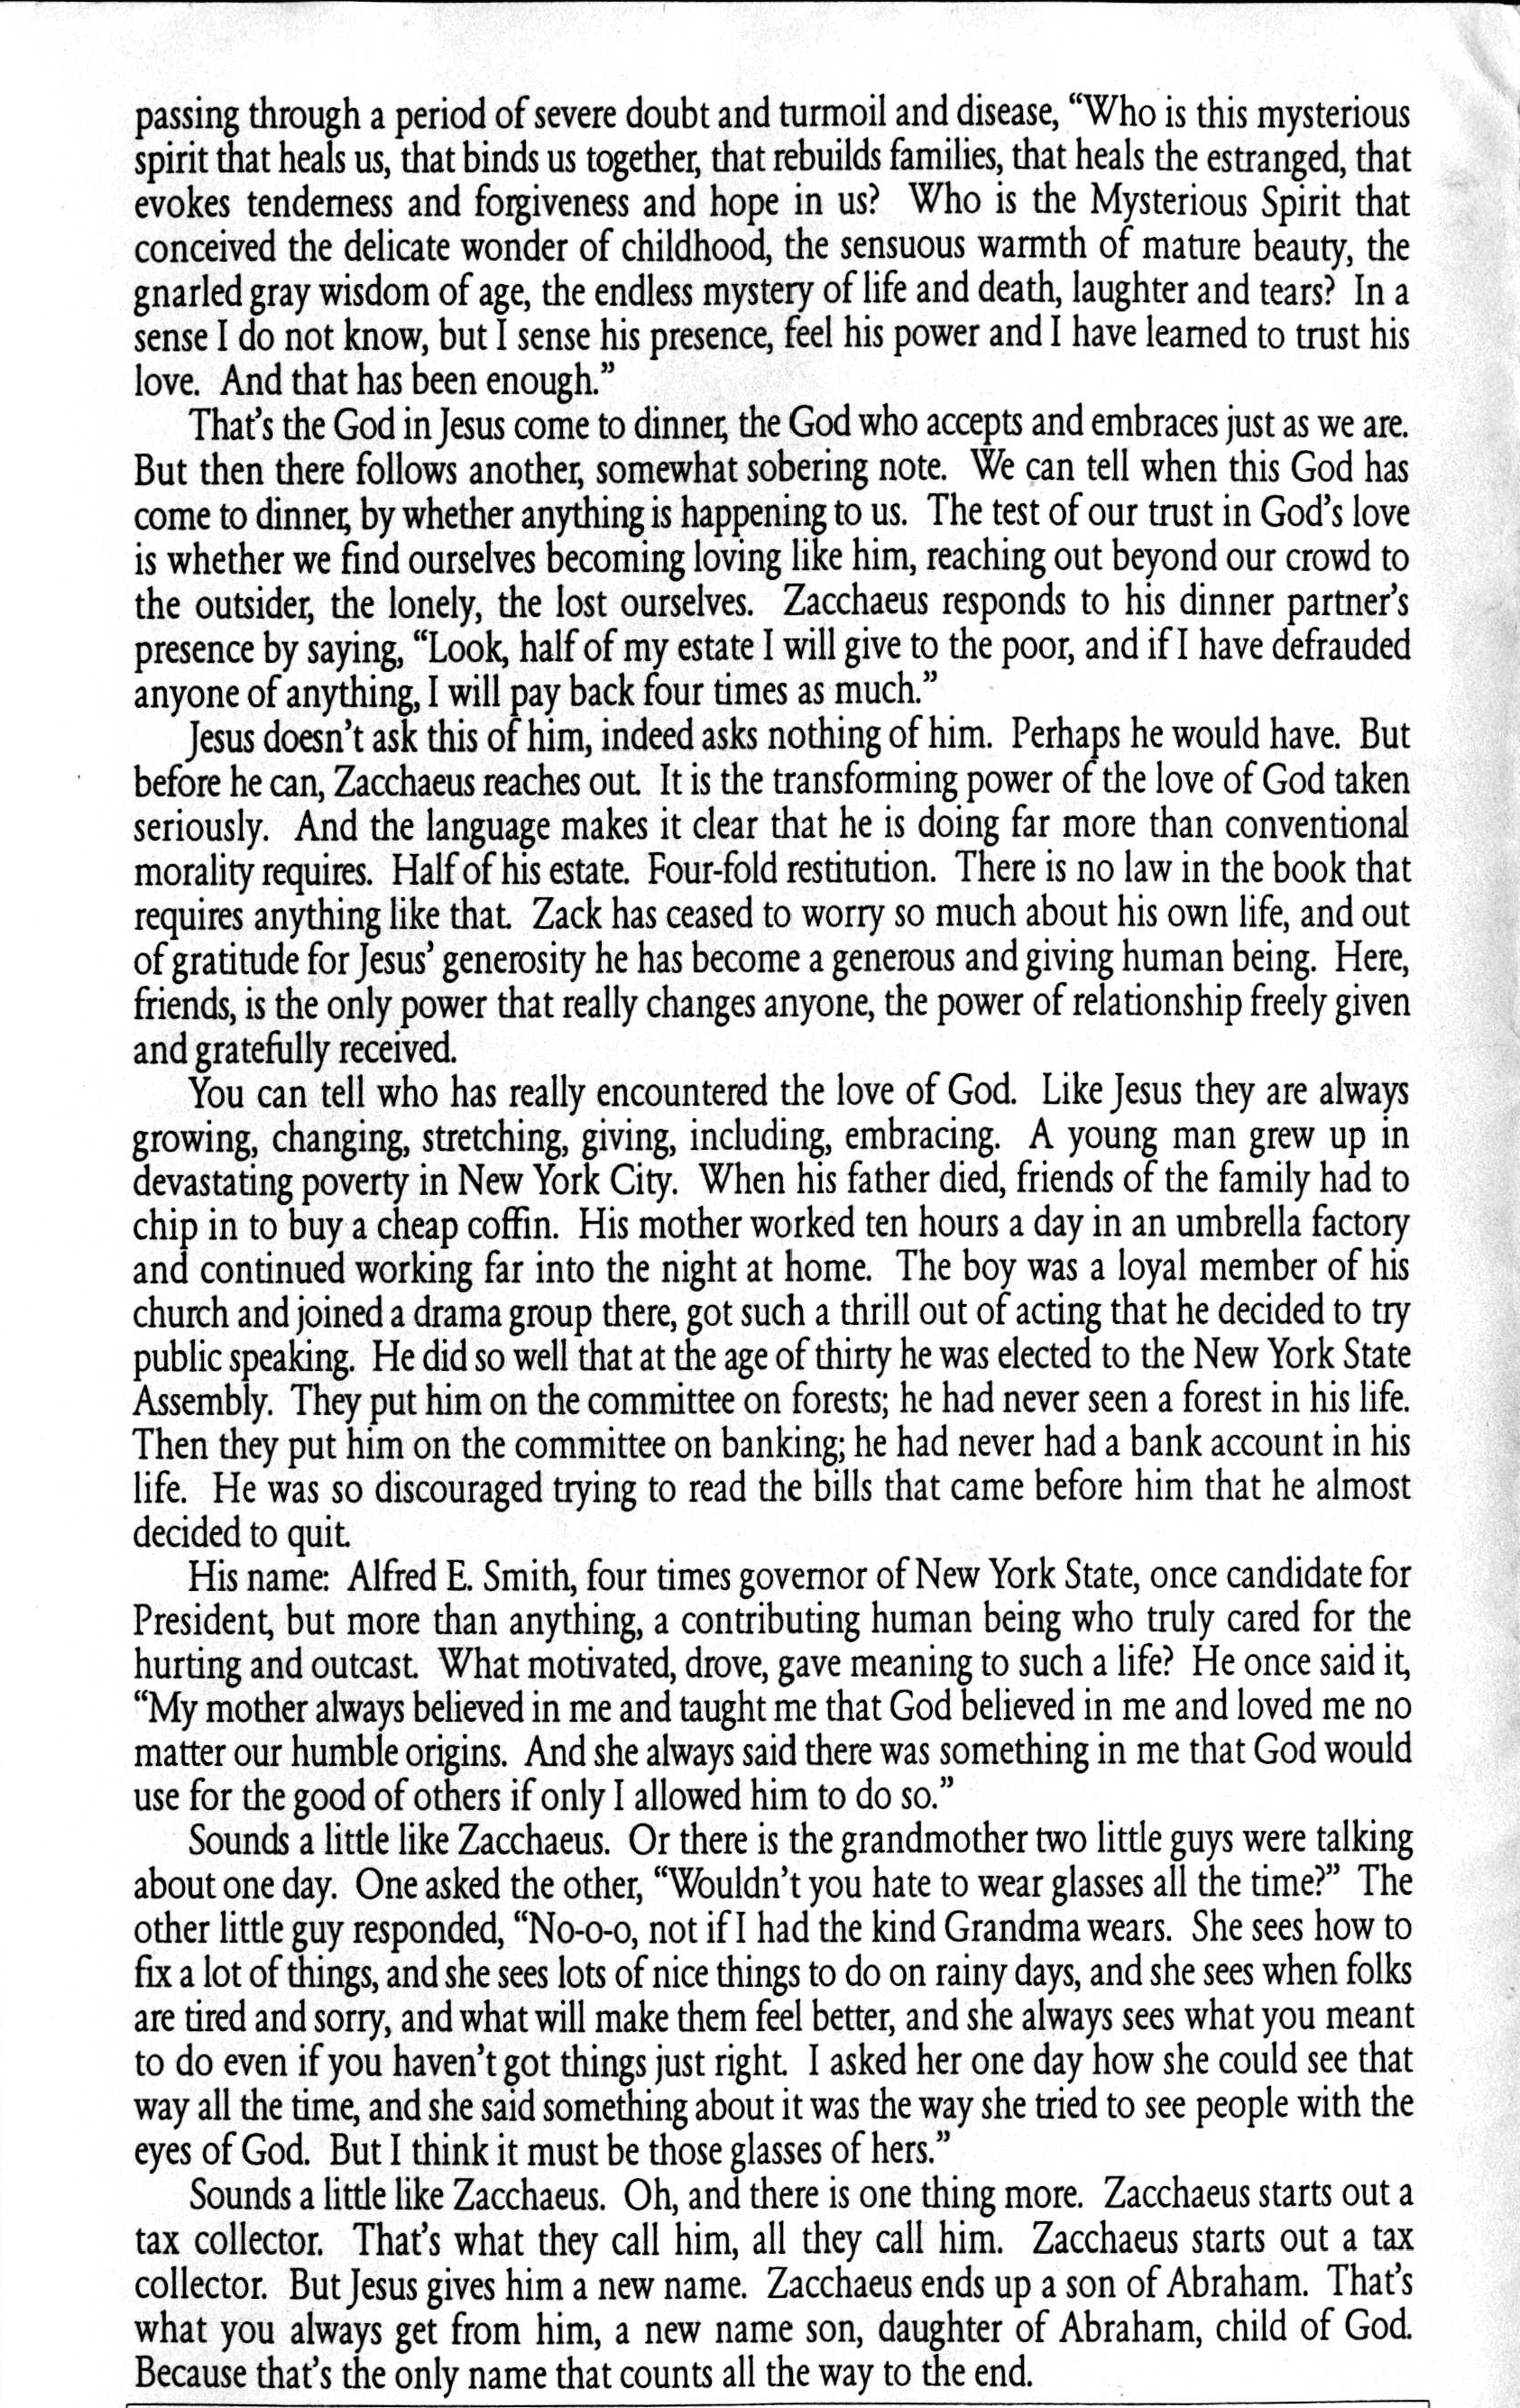 passing through a period of severe doubt and turmoil and disease, “Who is this mysterious
spirit that heals us, that binds us together, that rebuilds families, that heals the estranged, that
evokes tenderness and forgiveness and hope in us? Who is the Mysterious Spirit that
conceived the delicate wonder of childhood, the sensuous warmth of mature beauty, the
gnarled gray wisdom of age, the endless mystery of life and death, laughter and tears? In a
sense I do not know, but I sense his presence, feel his power and I have learned to trust his
love. And that has been enough.”
That’s the God in Jesus come to dinner, the God who accepts and embraces just as we are.
But then there follows another, somewhat sobering note. We can tell when this God has
come to dinner, by whether anything is happening to us. The test of our trust in God’s love
is whether we find ourselves becoming loving like him, reaching out beyond our crowd to
the outsider, the lonely, the lost ourselves. Zacchaeus responds to his dinner partner’s
presence by saying, “Look, half of my estate I will give to the poor, and if I have defrauded
anyone of anything, I will pay back four times as much.”
Jesus doesn’t ask this of him, indeed asks nothing of him. Perhaps he would have. But
before he can, Zacchaeus reaches out. It is the transforming power of the love of God taken
seriously. And the language makes it clear that he is doing far more than conventional
morality requires. Half of his estate. Four-fold restitution. There is no law in the book that
requires anything like that. Zack has ceased to worry so much about his own life, and out
of gratitude for Jesus’ generosity he has become a generous and giving human being. Here,
friends, is the only power that really changes anyone, the power of relationship freely given
and gratefully received.
You can tell who has really encountered the love of God. Like Jesus they are always
growing, changing, stretching, giving, including, embracing. A young man grew up in
devastating poverty in New York City. When his father died, friends of the family had to
chip in to buy a cheap coffin. His mother worked ten hours a day in an umbrella factory
and continued working far into the night at home. The boy was a loyal member of his
church and joined a drama group there, got such a thrill out of acting that he decided to try
public speaking. He did so well that at the age of thirty he was elected to the New York State
Assembly. They put him on the committee on forests; he had never seen a forest in his life.
Then they put him on the committee on banking; he had never had a bank account in his
life. He was so discouraged trying to read the bills that came before him that he almost
decided to quit.
His name: Alfred E. Smith, four times governor of New York State, once candidate for
President, but more than anything, a contributing human being who truly cared for the
hurting and outcast. What motivated, drove, gave meaning to such a life? He once said it,
“My mother always believed in me and taught me that God believed in me and loved me no
matter our humble origins. And she always said there was something in me that God would
use for the good of others if only I allowed him to do so.”
Sounds a little like Zacchaeus. Or there is the grandmother two little guys were talking
about one day. One asked the other, “Wouldn’t you hate to wear glasses all the time?” The
other little guy responded, “No-o-o, not if I had the kind Grandma wears. She sees how to
fix a lot of things, and she sees lots of nice things to do on rainy days, and she sees when folks
are tired and sorry, and what will make them feel better, and she always sees what you meant
to do even if you haven’t got things just right. I asked her one day how she could see that
way all the time, and she said something about it was the way she tried to see people with the
eyes of God. But I think it must be those glasses of hers.”
Sounds a little like Zacchaeus. Oh, and there is one thing more. Zacchaeus starts out a
tax collector. That’s what they call him, all they call him. Zacchaeus starts out a tax
collector. But Jesus gives him a new name. Zacchaeus ends up a son of Abraham. That’s
what you always get from him, a new name son, daughter of Abraham, child of God.
Because that’s the only name that counts all the way to the end.